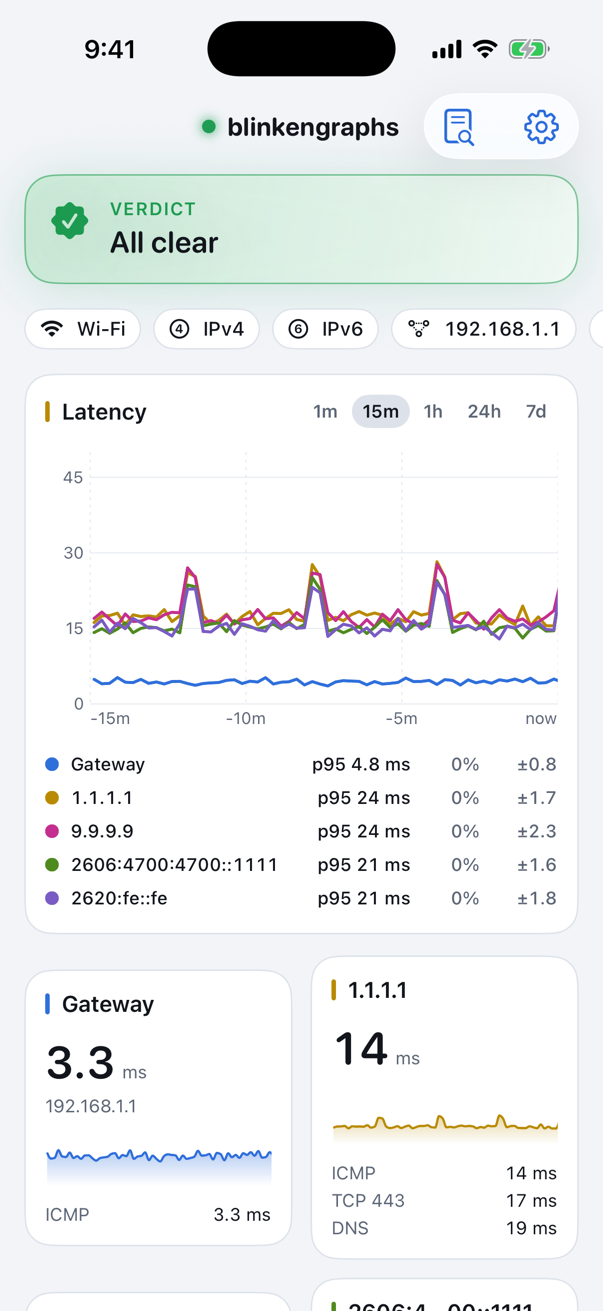 9:41
blinkengraphs
VERDICT
All clear
Wi-Fi
4 IPv4
6 IPv6
192.168.1.1
Latency 1m 15m 1h 24h 7d
45
30
15
0
-15m -10m -5m now
Gateway p95 4.8 ms 0% ±0.8
1.1.1.1 p95 24 ms 0% ±1.7
9.9.9.9 p95 24 ms 0% ±2.3
2606:4700:4700::1111 p95 21 ms 0% ±1.6
2620:fe::fe p95 21 ms 0% ±1.8
Gateway
3.3 ms
192.168.1.1
ICMP 3.3 ms
1.1.1.1
14 ms
ICMP 14 ms
TCP 443 17 ms
DNS 19 ms
2606:4…00::1111